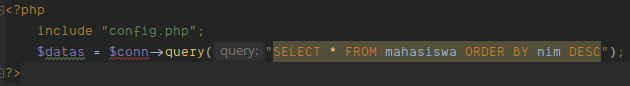 <?php
include "config.php";
$datas = $conn->query( query: "SELECT * FROM mahasiswa ORDER BY nim DESC");
?>